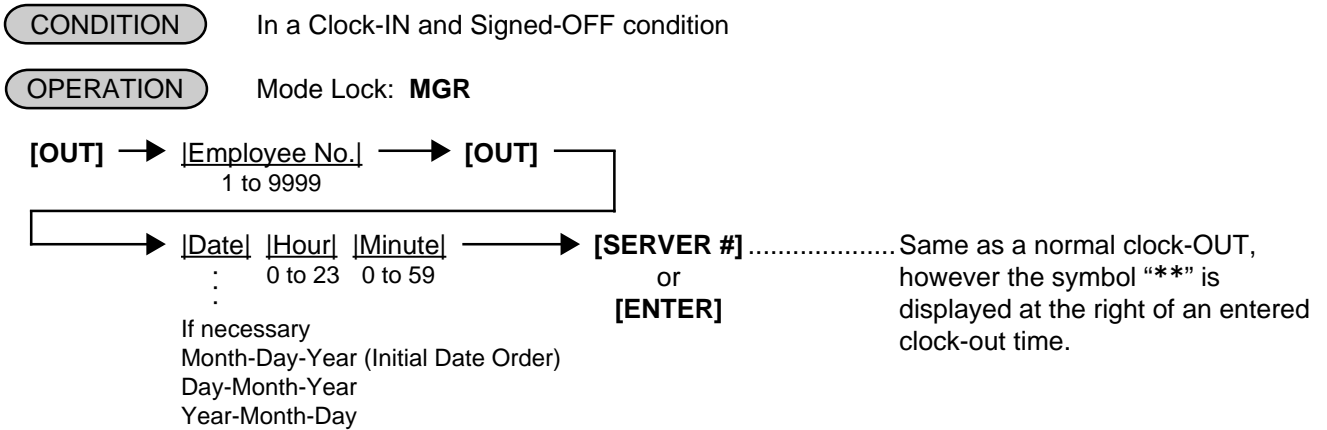 CONDITION In a Clock-IN and Signed-OFF condition
OPERATION Mode Lock: MGR
[OUT] |Employee No.| [OUT]
1 to 9999
|Date| |Hour| |Minute| [SERVER #] .................... Same as a normal clock-OUT,
: 0 to 23 0 to 59 or however the symbol “**” is
[ENTER] displayed at the right of an entered
If necessary clock-out time.
Month-Day-Year (Initial Date Order)
Day-Month-Year
Year-Month-Day